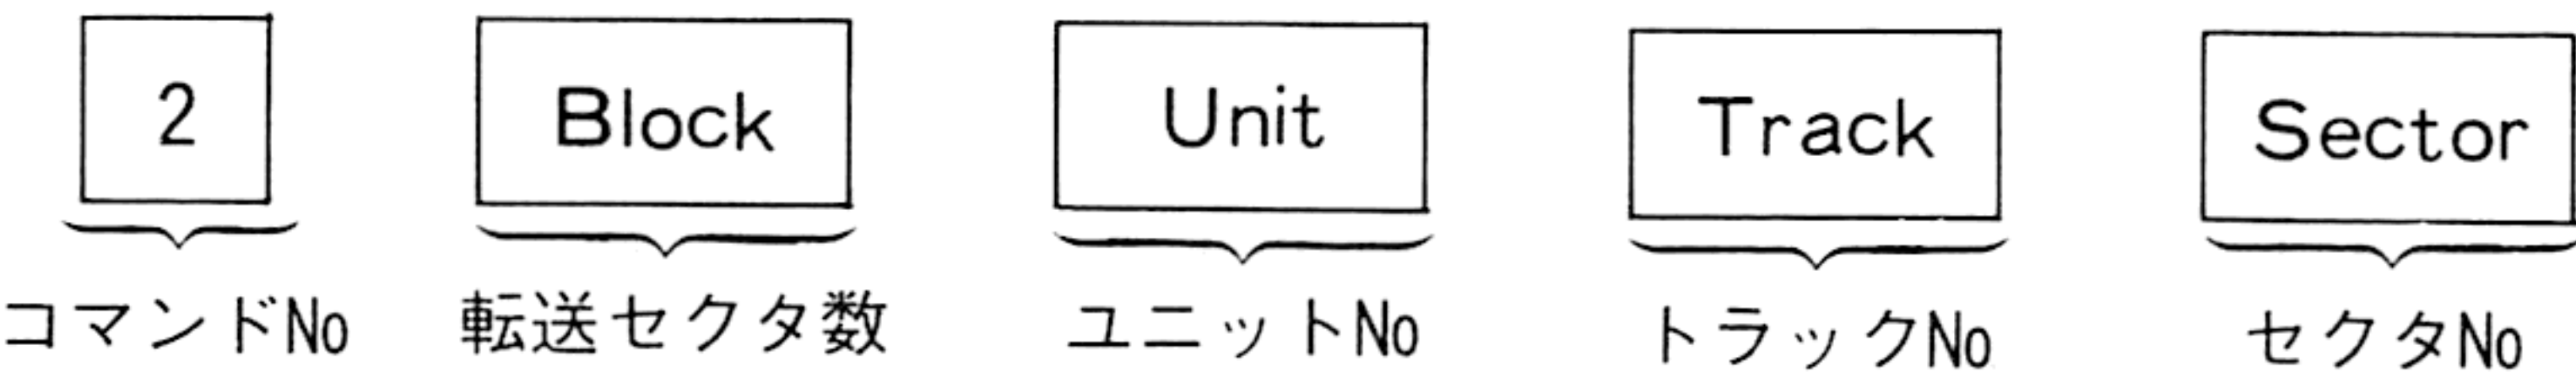 2 Block Unit Track Sector
コマンドNo 転送セクタ数 ユニットNo トラックNo セクタNo